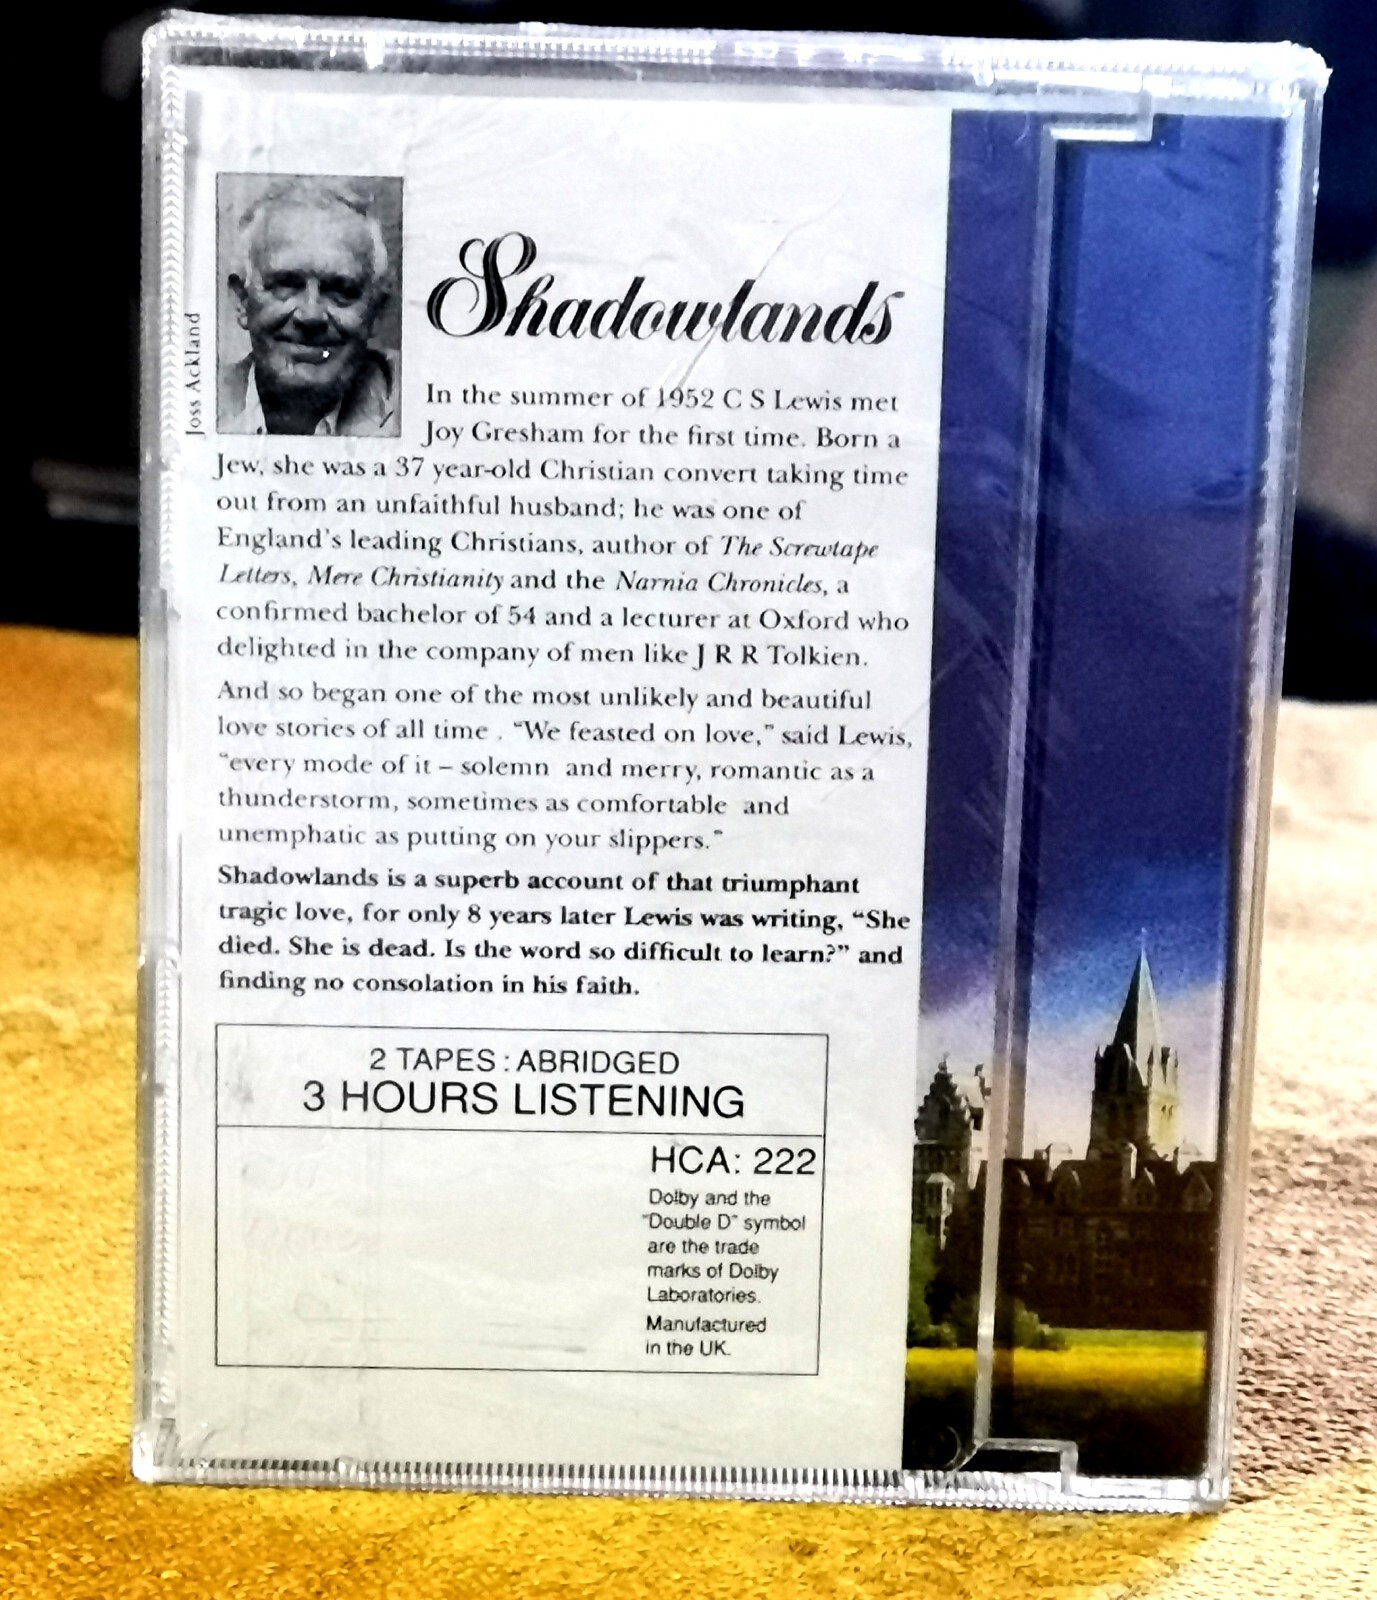 Joss Ackland
Shadowlands
In the summer of 1952 C S Lewis met
Joy Gresham for the first time. Born a
Jew, she was a 37 year-old Christian convert taking time
out from an unfaithful husband; he was one of
England's leading Christians, author of The Screwtape
Letters, Mere Christianity and the Narnia Chronicles, a
confirmed bachelor of 54 and a lecturer at Oxford who
delighted in the company of men like J R R Tolkien.
And so began one of the most unlikely and beautiful
love stories of all time . "We feasted on love," said Lewis,
"every mode of it – solemn and merry, romantic as a
thunderstorm, sometimes as comfortable and
unemphatic as putting on your slippers."
Shadowlands is a superb account of that triumphant
tragic love, for only 8 years later Lewis was writing, "She
died. She is dead. Is the word so difficult to learn?" and
finding no consolation in his faith.
2 TAPES : ABRIDGED
3 HOURS LISTENING
HCA: 222
Dolby and the
"Double D" symbol
are the trade
marks of Dolby
Laboratories.
Manufactured
in the UK.